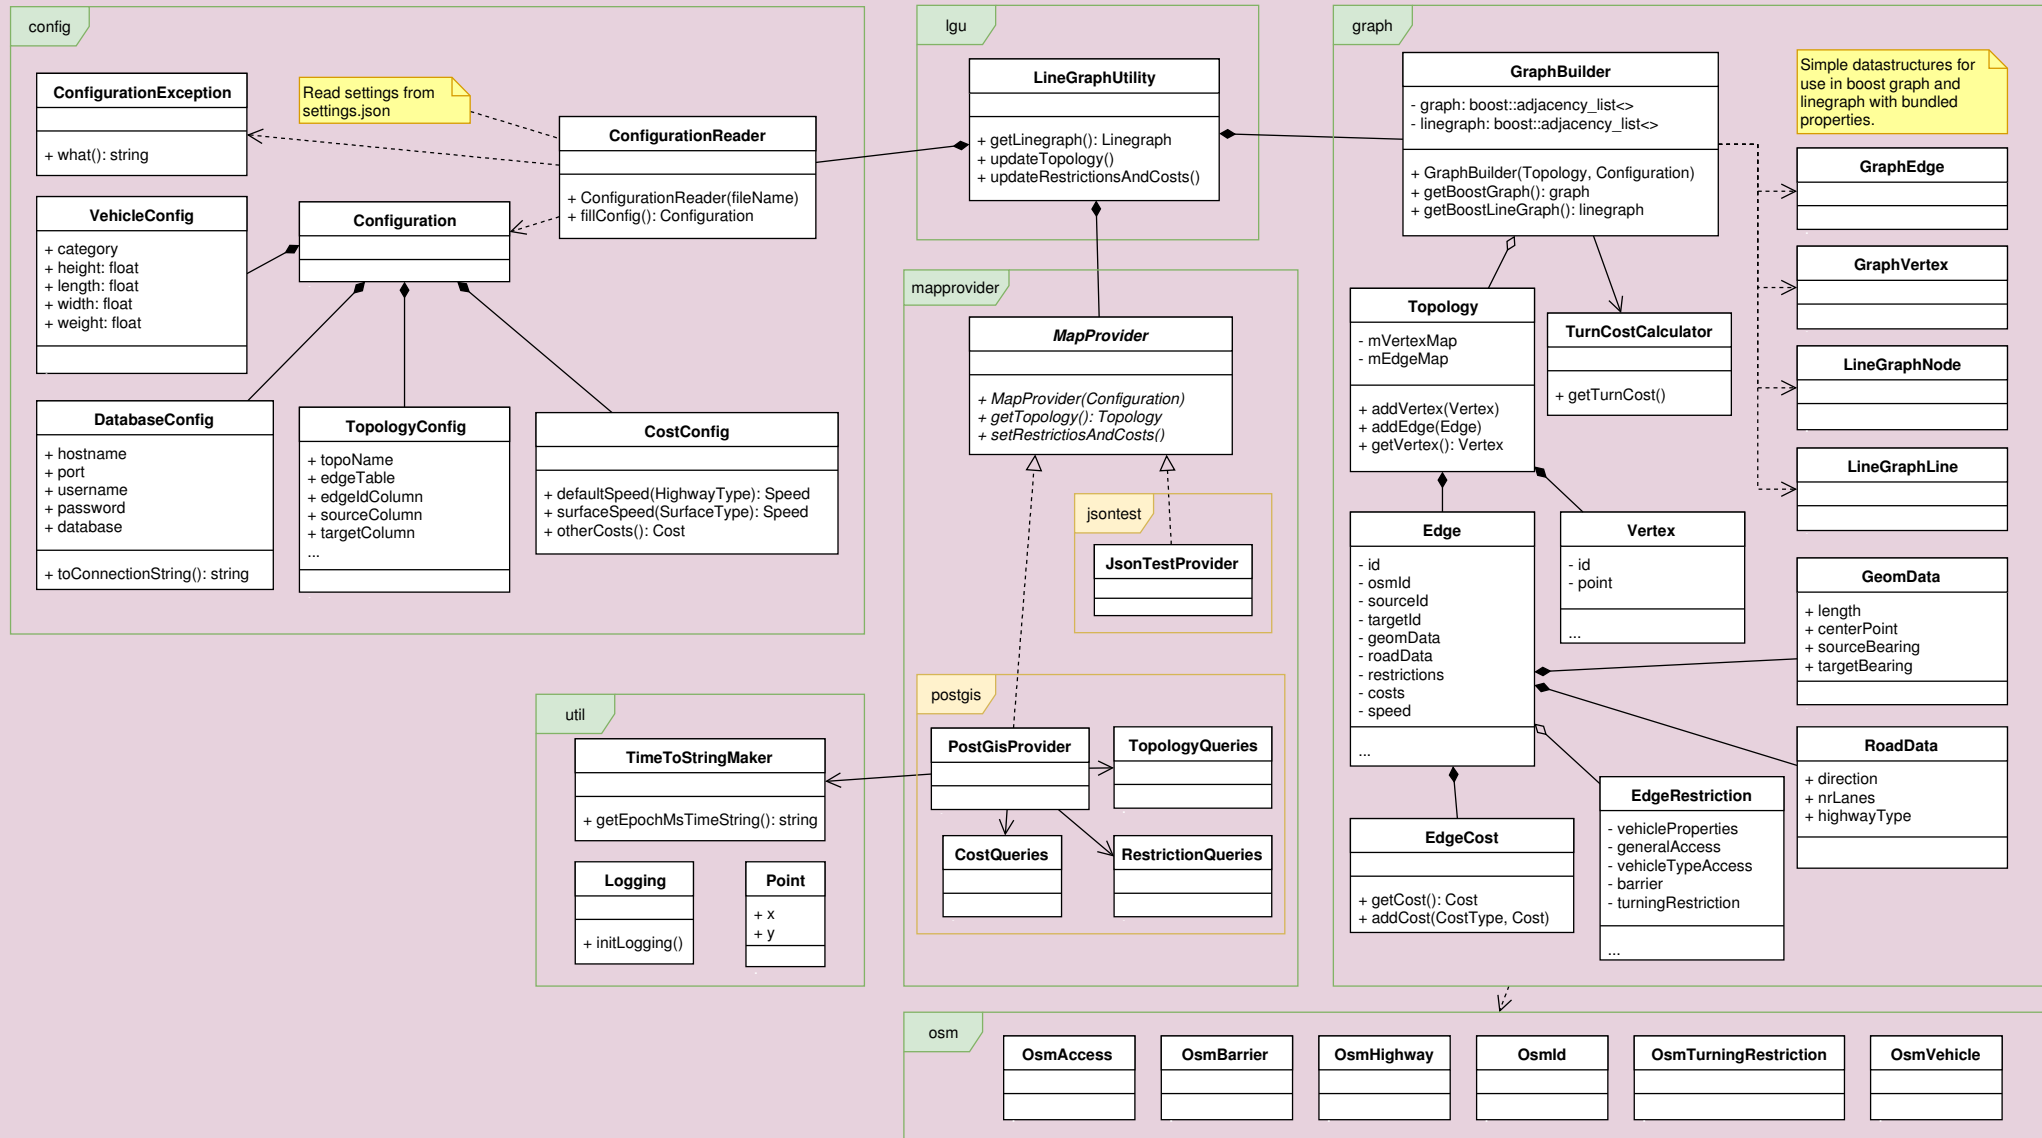 config
ConfigurationException
+ what(): string
Read settings from
settings.json
ConfigurationReader
+ ConfigurationReader(fileName)
+ fillConfig(): Configuration
VehicleConfig
+ category
+ height: float
+ length: float
+ width: float
+ weight: float
Configuration
DatabaseConfig
+ hostname
+ port
+ username
+ password
+ database
+ toConnectionString(): string
TopologyConfig
+ topoName
+ edgeTable
+ edgeIdColumn
+ sourceColumn
+ targetColumn
...
CostConfig
+ defaultSpeed(HighwayType): Speed
+ surfaceSpeed(SurfaceType): Speed
+ otherCosts(): Cost
lgu
LineGraphUtility
+ getLinegraph(): Linegraph
+ updateTopology()
+ updateRestrictionsAndCosts()
mapprovider
MapProvider
+ MapProvider(Configuration)
+ getTopology(): Topology
+ setRestrictiosAndCosts()
jsontest
JsonTestProvider
postgis
PostGisProvider
TopologyQueries
CostQueries
RestrictionQueries
util
TimeToStringMaker
+ getEpochMsTimeString(): string
Logging
+ initLogging()
Point
+ x
+ y
graph
GraphBuilder
- graph: boost::adjacency_list<>
- linegraph: boost::adjacency_list<>
+ GraphBuilder(Topology, Configuration)
+ getBoostGraph(): graph
+ getBoostLineGraph(): linegraph
Simple datastructures for
use in boost graph and
linegraph with bundled
properties.
GraphEdge
GraphVertex
LineGraphNode
LineGraphLine
Topology
- mVertexMap
- mEdgeMap
+ addVertex(Vertex)
+ addEdge(Edge)
+ getVertex(): Vertex
TurnCostCalculator
+ getTurnCost()
Edge
- id
- osmId
- sourceId
- targetId
- geomData
- roadData
- restrictions
- costs
- speed
...
Vertex
- id
- point
...
GeomData
+ length
+ centerPoint
+ sourceBearing
+ targetBearing
RoadData
+ direction
+ nrLanes
+ highwayType
EdgeCost
+ getCost(): Cost
+ addCost(CostType, Cost)
EdgeRestriction
- vehicleProperties
- generalAccess
- vehicleTypeAccess
- barrier
- turningRestriction
...
osm
OsmAccess
OsmBarrier
OsmHighway
OsmId
OsmTurningRestriction
OsmVehicle